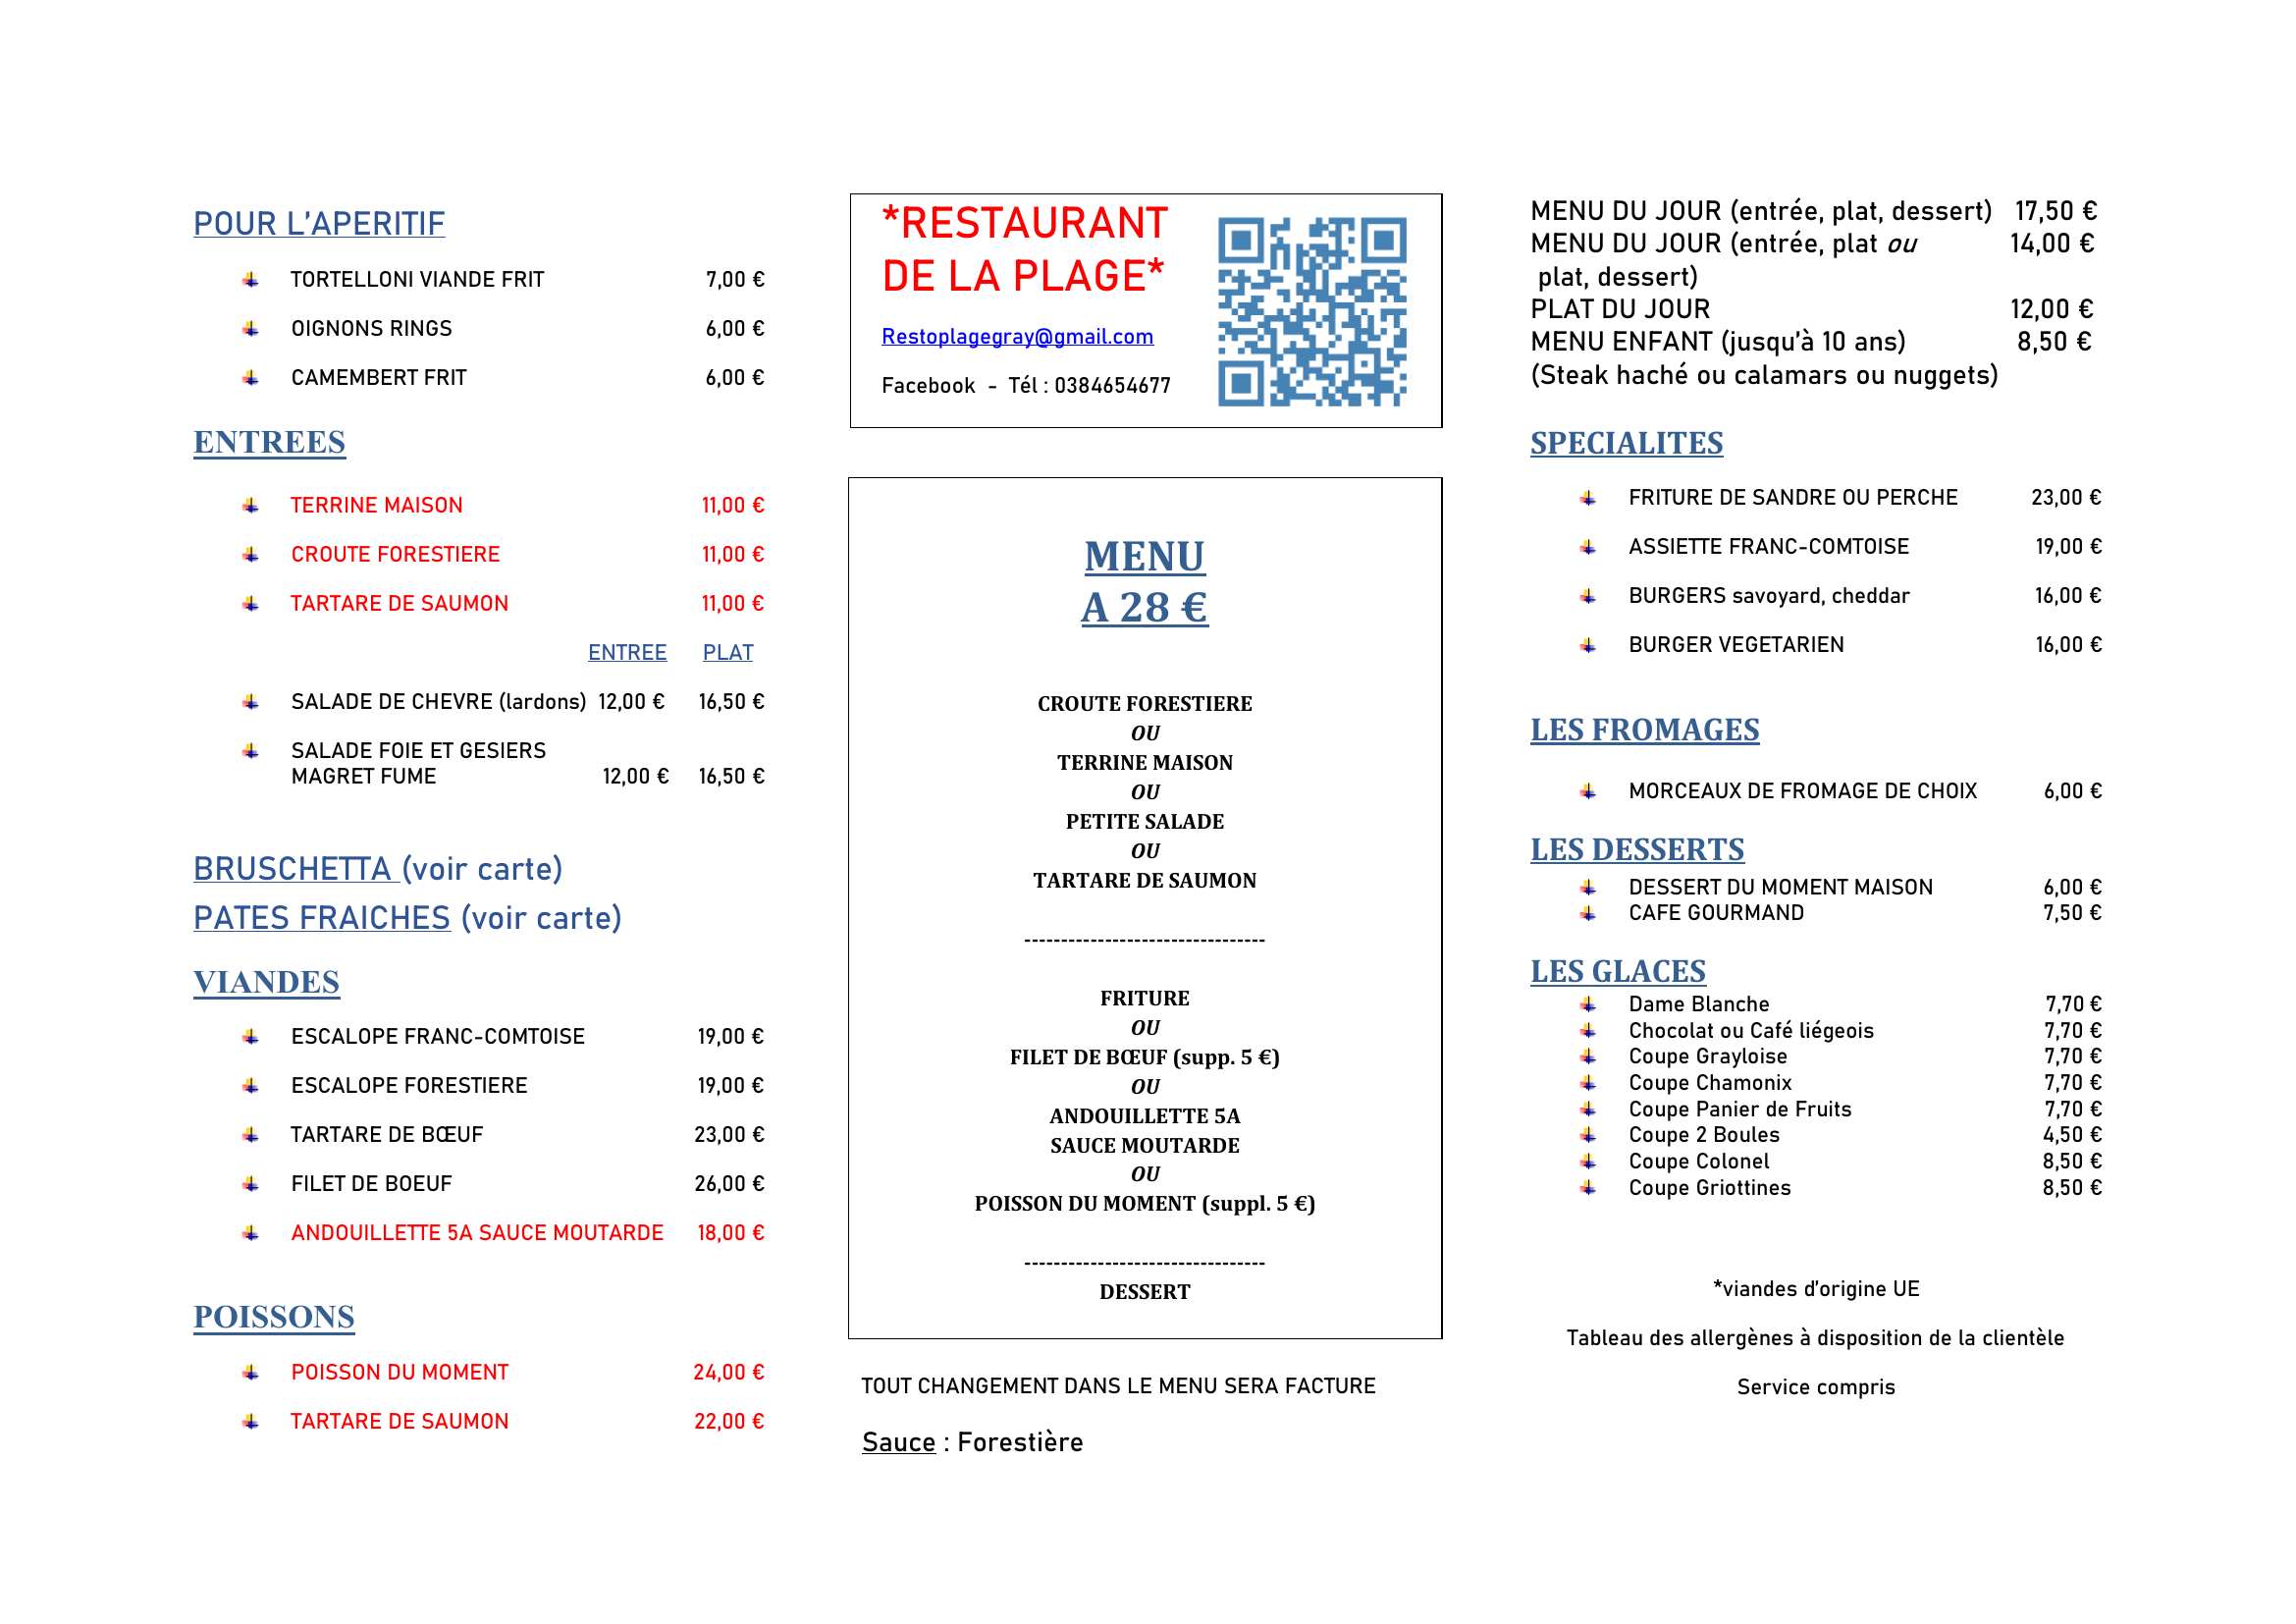 POUR L'APERITIF
TORTELLONI VIANDE FRIT 7,00 €
OIGNONS RINGS 6,00 €
CAMEMBERT FRIT 6,00 €
ENTREES
TERRINE MAISON 11,00 €
CROUTE FORESTIERE 11,00 €
TARTARE DE SAUMON 11,00 €
ENTREE PLAT
SALADE DE CHEVRE (lardons) 12,00 € 16,50 €
SALADE FOIE ET GESIERS
MAGRET FUME 12,00 € 16,50 €
BRUSCHETTA (voir carte)
PATES FRAICHES (voir carte)
VIANDES
ESCALOPE FRANC-COMTOISE 19,00 €
ESCALOPE FORESTIERE 19,00 €
TARTARE DE BŒUF 23,00 €
FILET DE BOEUF 26,00 €
ANDOUILLETTE 5A SAUCE MOUTARDE 18,00 €
POISSONS
POISSON DU MOMENT 24,00 €
TARTARE DE SAUMON 22,00 €
*RESTAURANT
DE LA PLAGE*
Restoplagegray@gmail.com
Facebook - Tél : 0384654677
MENU
A 28 €
CROUTE FORESTIERE
OU
TERRINE MAISON
OU
PETITE SALADE
OU
TARTARE DE SAUMON
---------------------------------
FRITURE
OU
FILET DE BŒUF (supp. 5 €)
OU
ANDOUILLETTE 5A
SAUCE MOUTARDE
OU
POISSON DU MOMENT (suppl. 5 €)
---------------------------------
DESSERT
TOUT CHANGEMENT DANS LE MENU SERA FACTURE
Sauce : Forestière
MENU DU JOUR (entrée, plat, dessert) 17,50 €
MENU DU JOUR (entrée, plat ou 14,00 €
plat, dessert)
PLAT DU JOUR 12,00 €
MENU ENFANT (jusqu'à 10 ans) 8,50 €
(Steak haché ou calamars ou nuggets)
SPECIALITES
FRITURE DE SANDRE OU PERCHE 23,00 €
ASSIETTE FRANC-COMTOISE 19,00 €
BURGERS savoyard, cheddar 16,00 €
BURGER VEGETARIEN 16,00 €
LES FROMAGES
MORCEAUX DE FROMAGE DE CHOIX 6,00 €
LES DESSERTS
DESSERT DU MOMENT MAISON 6,00 €
CAFE GOURMAND 7,50 €
LES GLACES
Dame Blanche 7,70 €
Chocolat ou Café liégeois 7,70 €
Coupe Grayloise 7,70 €
Coupe Chamonix 7,70 €
Coupe Panier de Fruits 7,70 €
Coupe 2 Boules 4,50 €
Coupe Colonel 8,50 €
Coupe Griottines 8,50 €
*viandes d'origine UE
Tableau des allergènes à disposition de la clientèle
Service compris